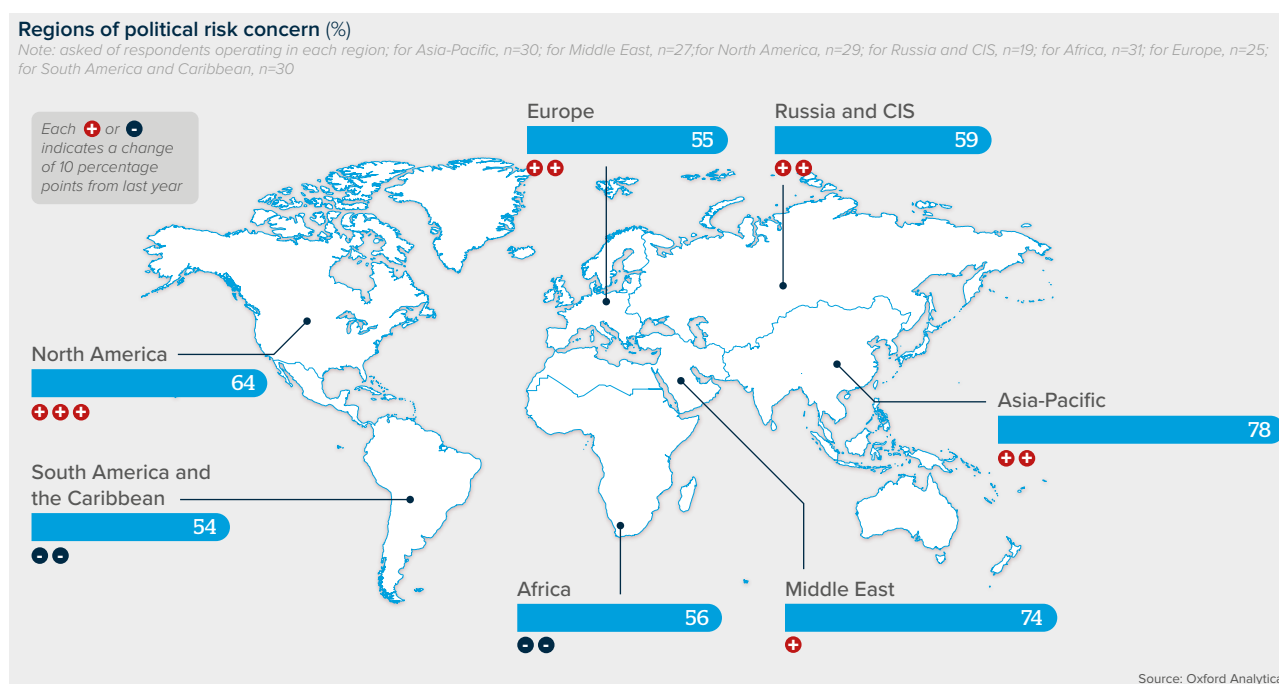 Regions of political risk concern (%)
Note: asked of respondents operating in each region; for Asia-Pacific, n=30; for Middle East, n=27;for North America, n=29; for Russia and CIS, n=19; for Africa, n=31; for Europe, n=25;
for South America and Caribbean, n=30
Each + or -
indicates a change
of 10 percentage
points from last year
Europe
55
+ +
Russia and CIS
59
+ +
North America
64
+ + +
Asia-Pacific
78
+ +
South America and
the Caribbean
54
- -
Africa
56
- -
Middle East
74
+
Source: Oxford Analytica